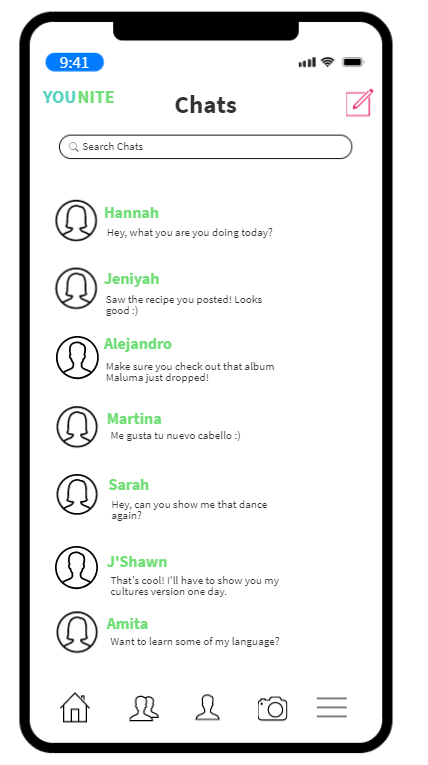 9:41
YOUNITE
Chats
Search Chats
Hannah
Hey, what you are you doing today?
Jeniyah
Saw the recipe you posted! Looks
good :)
Alejandro
Make sure you check out that album
Maluma just dropped!
Martina
Me gusta tu nuevo cabello :)
Sarah
Hey, can you show me that dance
again?
J'Shawn
That's cool! I'll have to show you my
cultures version one day.
Amita
Want to learn some of my language?